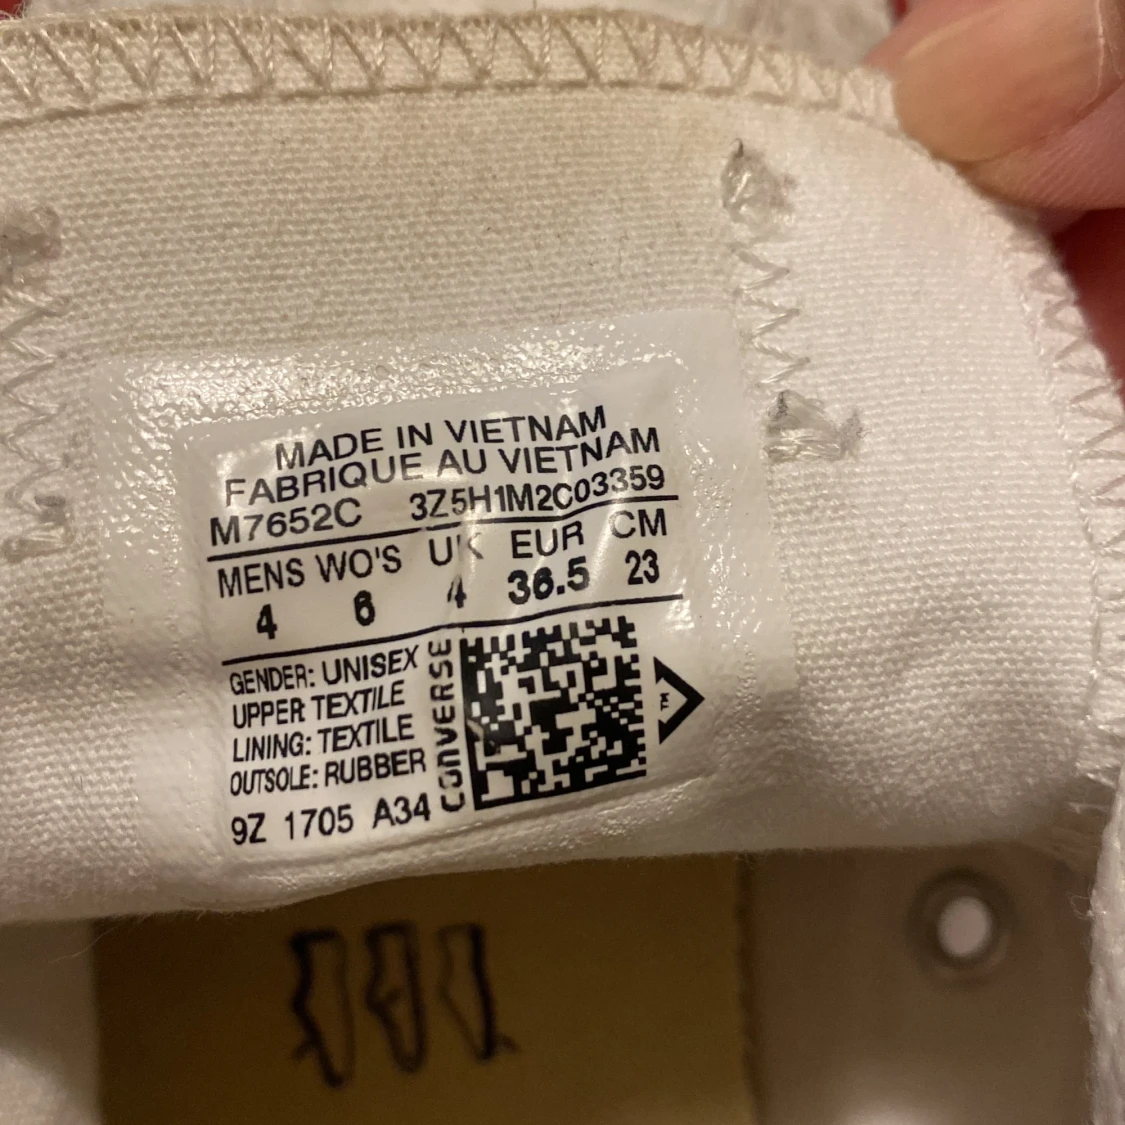 MADE IN VIETNAM
FABRIQUE AU VIETNAM
M7652C 3Z5H1M2C03359
MENS WO'S UK EUR CM
4 6 4 36.5 23
GENDER: UNISEX
UPPER TEXTILE
LINING: TEXTILE
OUTSOLE: RUBBER
9Z 1705 A34
CONVERSE